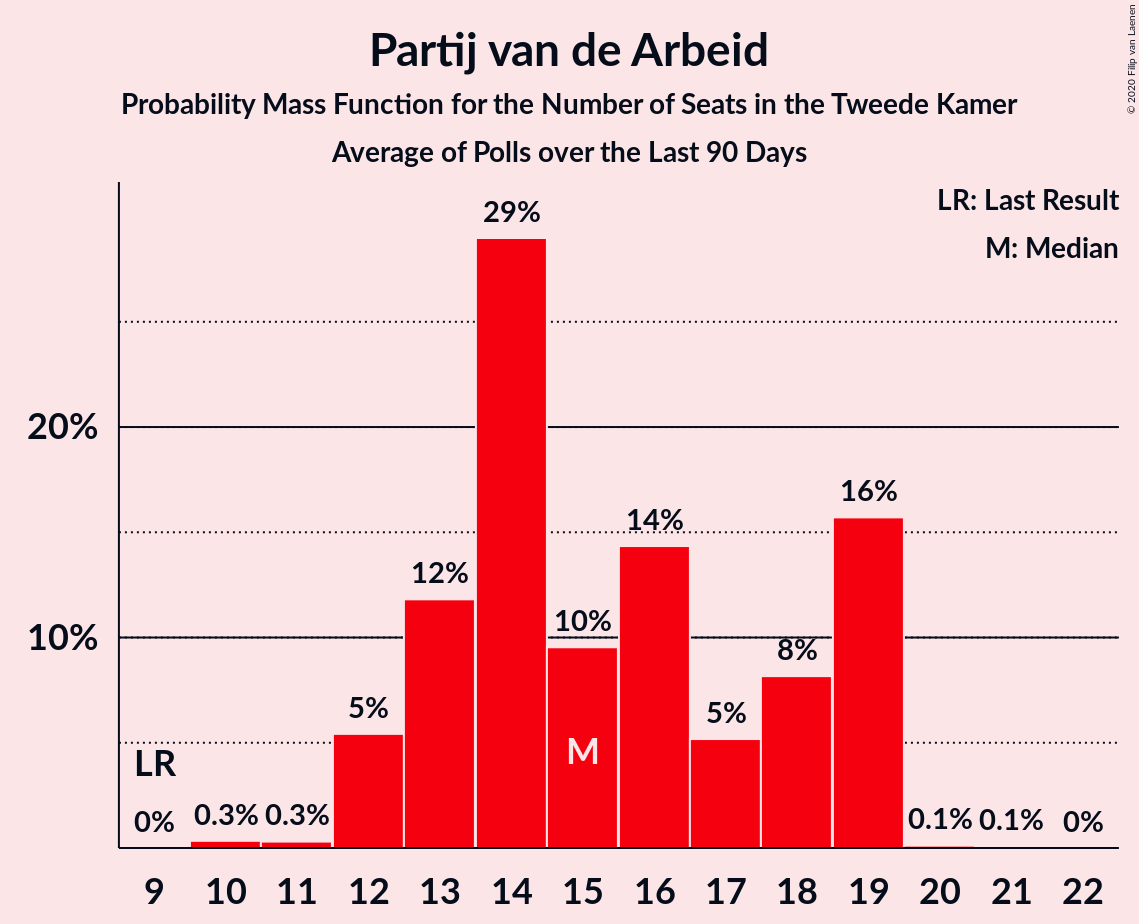 Partij van de Arbeid
Probability Mass Function for the Number of Seats in the Tweede Kamer
Average of Polls over the Last 90 Days
© 2020 Filip van Laenen
LR: Last Result
M: Median
29%
20%
16%
14%
12%
10%
10%
8%
5%
5%
M
LR
0%
0.3%
0.3%
0.1%
0.1%
0%
9 10 11 12 13 14 15 16 17 18 19 20 21 22